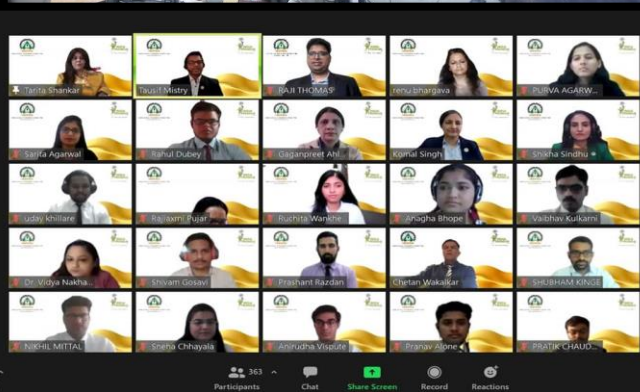 Tarita Shankar
Tausif Mistry
RAJI THOMAS
renu bhargava
PURVA AGARW...
Sarita Agarwal
Rahul Dubey
Gaganpreet Ahl...
Komal Singh
Shikha Sindhu
uday khillare
Rajlaxmi Pujar
Ruchita Wankhe...
Anagha Bhope
Vaibhav Kulkarni
Dr. Vidya Nakha...
Shivam Gosavi
Prashant Razdan
Chetan Wakalkar
SHUBHAM KINGE
NIKHIL MITTAL
Sneha Chhayala
Anirudha Vispute
Pranav Alone
PRATIK CHAUD...
363
Participants
Chat
Share Screen
Record
Reactions